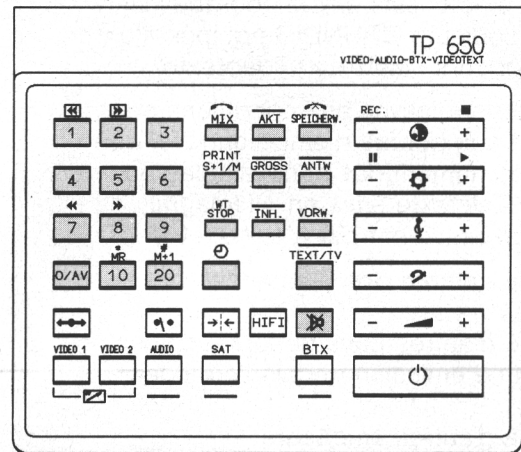 TP 650
VIDEO-AUDIO-BTX-VIDEOTEXT
REC.
MIX AKT SPEICHERW.
1 2 3 - +
PRINT
S+1/M GROSS ANTW
4 5 6 - +
WT
STOP INH. VORW.
7 8 9 - +
* #
MR M+1 TEXT/TV
0/AV 10 20 - +
HIFI - +
VIDEO 1 VIDEO 2 AUDIO SAT BTX